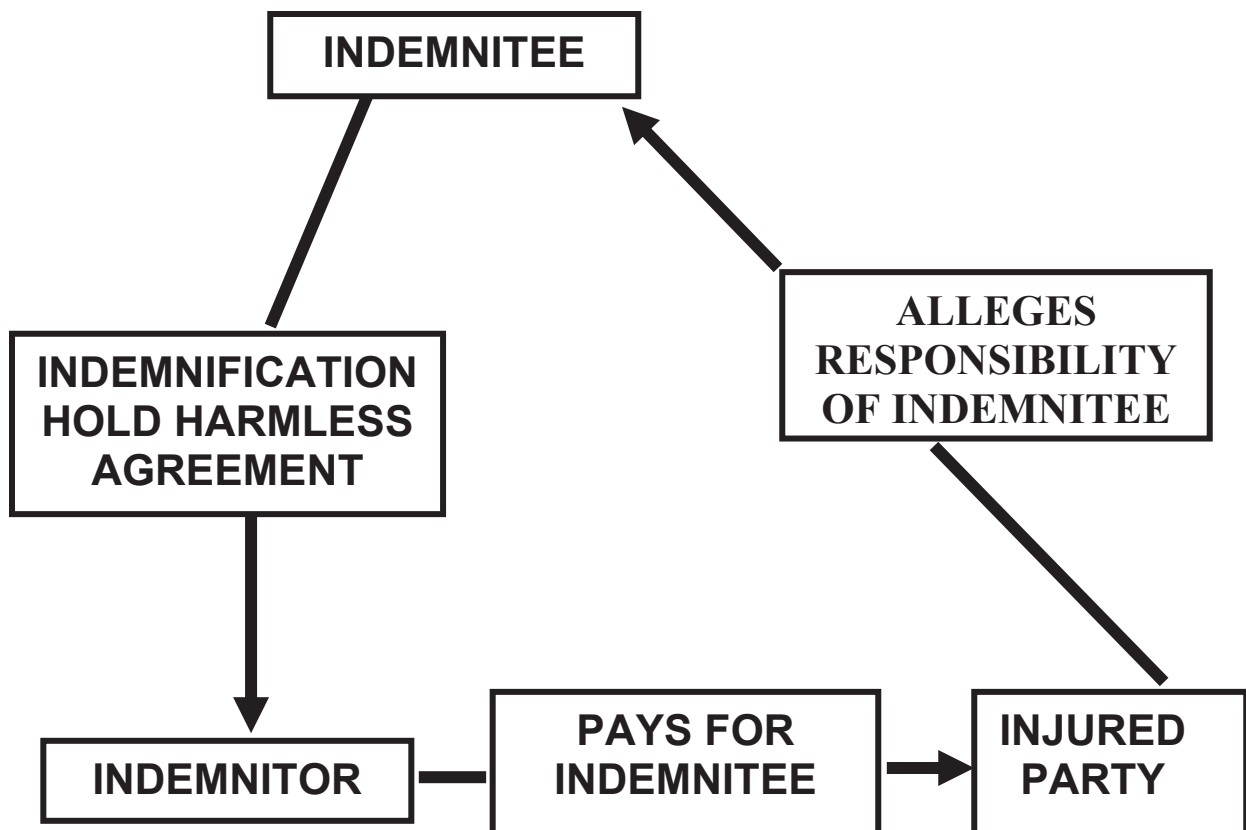 INDEMNITEE
ALLEGES
RESPONSIBILITY
OF INDEMNITEE
INDEMNIFICATION
HOLD HARMLESS
AGREEMENT
INDEMNITOR
PAYS FOR
INDEMNITEE
INJURED
PARTY